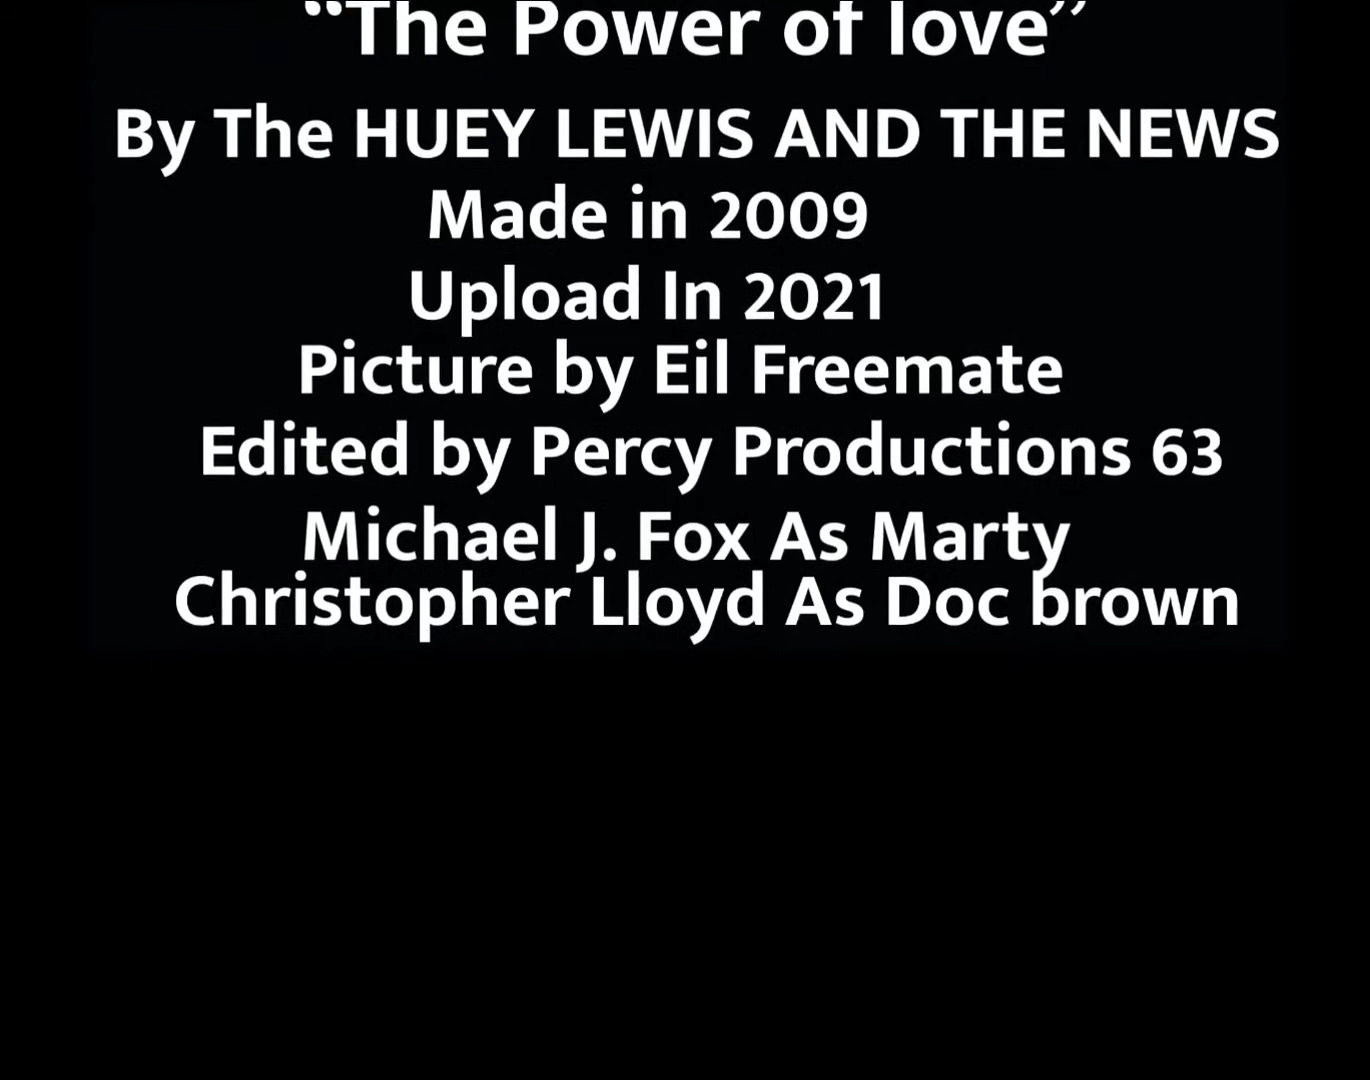 “The Power of love”
By The HUEY LEWIS AND THE NEWS
Made in 2009
Upload In 2021
Picture by Eil Freemate
Edited by Percy Productions 63
Michael J. Fox As Marty
Christopher Lloyd As Doc brown